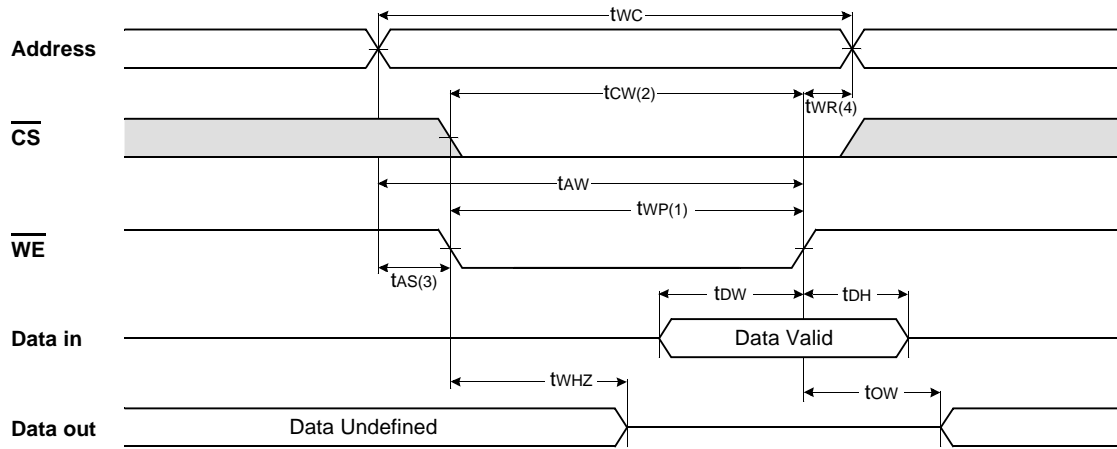 tWC
Address
tCW(2)
tWR(4)
CS
tAW
tWP(1)
WE
tAS(3)
tDW
tDH
Data in
Data Valid
tWHZ
tOW
Data out
Data Undefined